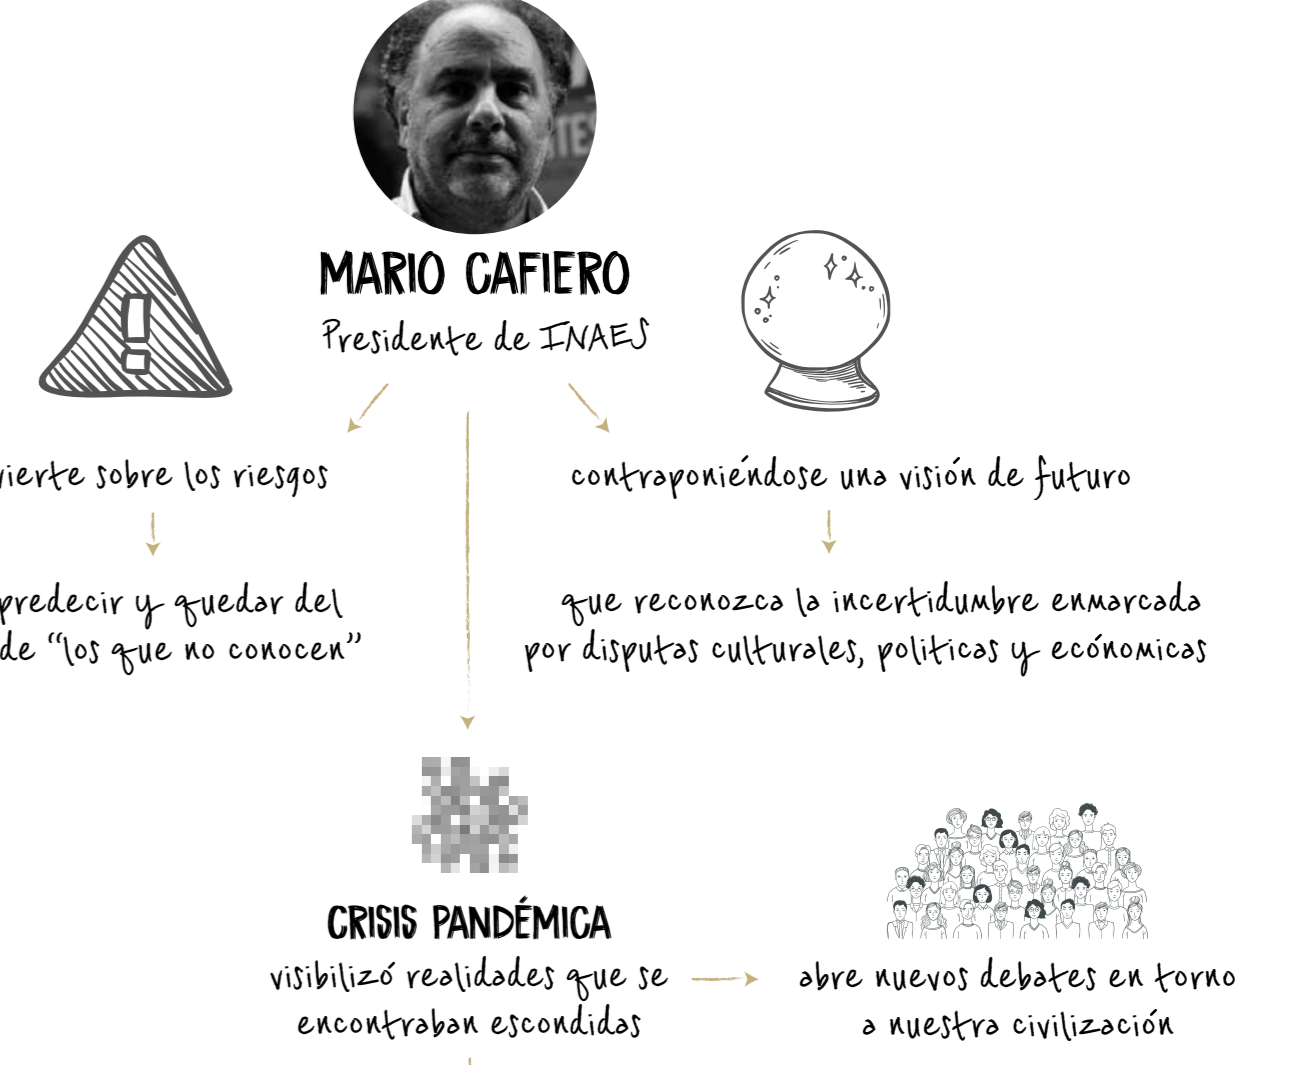 MARIO CAFIERO
Presidente de INAES
vierte sobre los riesgos
predecir y quedar del
de “los que no conocen”
contraponiéndose una visión de futuro
que reconozca la incertidumbre enmarcada
por disputas culturales, politicas y ecónomicas
CRISIS PANDÉMICA
visibilizó realidades que se
encontraban escondidas
abre nuevos debates en torno
a nuestra civilización